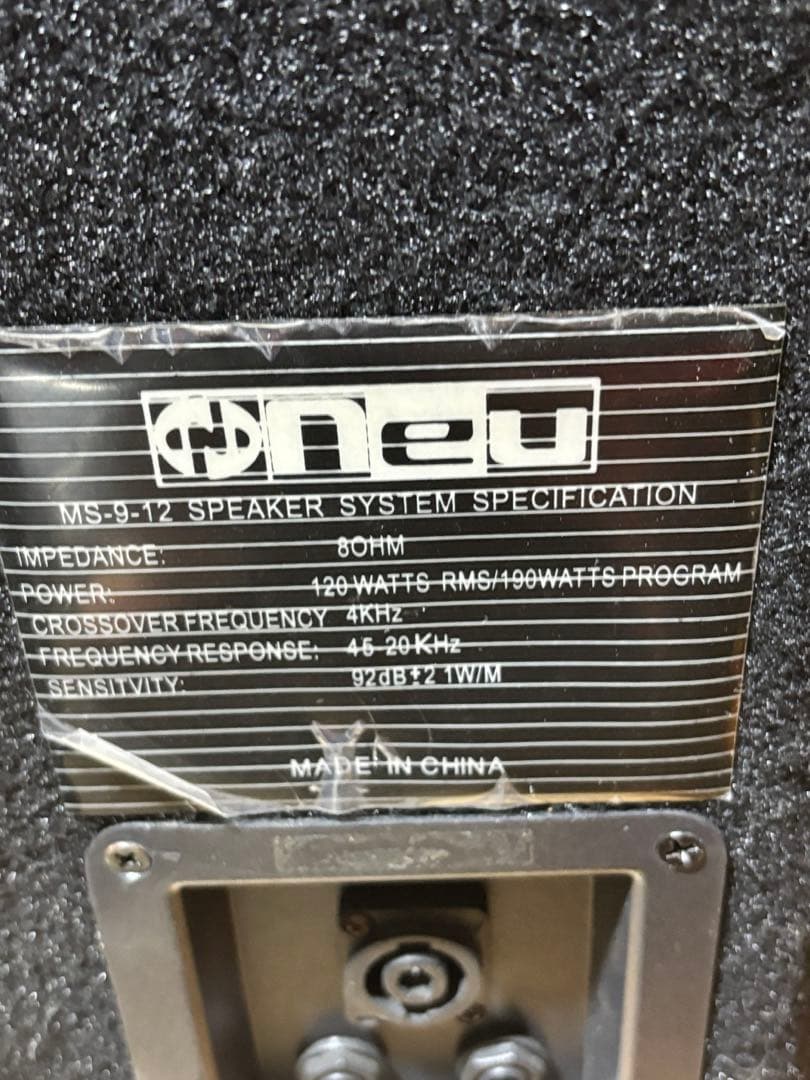 neu
MS-9-12 SPEAKER SYSTEM SPECIFICATION
IMPEDANCE: 8OHM
POWER: 120 WATTS RMS/190WATTS PROGRAM
CROSSOVER FREQUENCY 4KHz
FREQUENCY RESPONSE: 45-20KHz
SENSITVITY: 92dB±2 1W/M
MADE IN CHINA